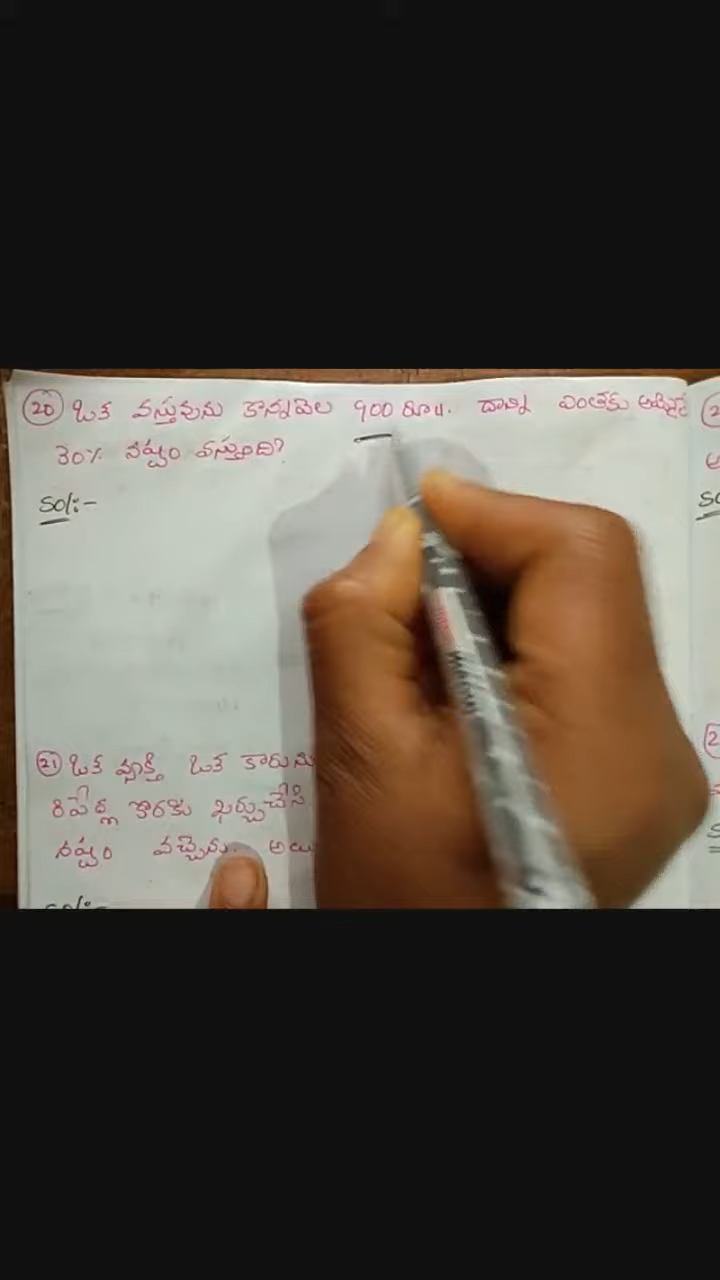 20 ఒక వస్తువును కొన్నవెల 900 రూ॥. దాన్ని ఎంతకు అమ్మితే
30% నష్టం వస్తుంది?
Sol:-
21 ఒక వ్యక్తి ఒక కారును
రిపేర్ల కొరకు ఖర్చుచేసి
నష్టం వచ్చెను.
Sol:-